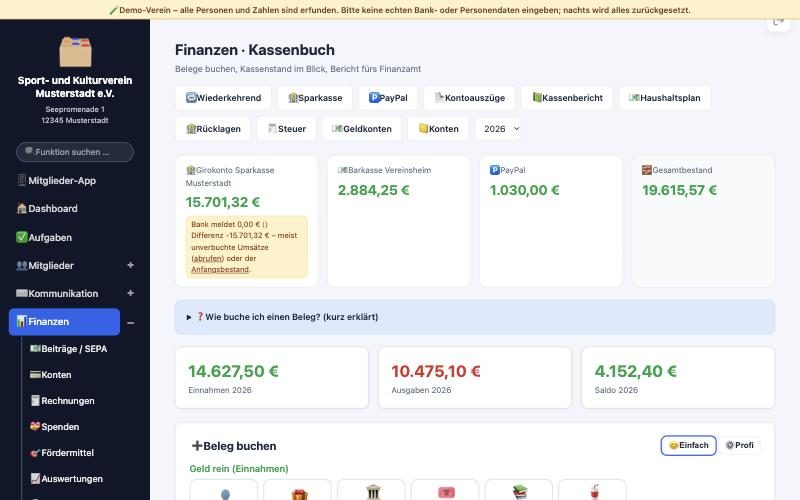 Demo-Verein – alle Personen und Zahlen sind erfunden. Bitte keine echten Bank- oder Personendaten eingeben; nachts wird alles zurückgesetzt.
Sport- und Kulturverein
Musterstadt e.V.
Seepromenade 1
12345 Musterstadt
Funktion suchen ...
Mitglieder-App
Dashboard
Aufgaben
Mitglieder +
Kommunikation +
Finanzen –
Beiträge / SEPA
Konten
Rechnungen
Spenden
Fördermittel
Auswertungen
Finanzen · Kassenbuch
Belege buchen, Kassenstand im Blick, Bericht fürs Finanzamt
Wiederkehrend Sparkasse PayPal Kontoauszüge Kassenbericht Haushaltsplan
Rücklagen Steuer Geldkonten Konten 2026
Girokonto Sparkasse
Musterstadt
15.701,32 €
Bank meldet 0,00 € ()
Differenz -15.701,32 € – meist
unverbuchte Umsätze
(abrufen) oder der
Anfangsbestand.
Barkasse Vereinsheim
2.884,25 €
PayPal
1.030,00 €
Gesamtbestand
19.615,57 €
Wie buche ich einen Beleg? (kurz erklärt)
14.627,50 €
Einnahmen 2026
10.475,10 €
Ausgaben 2026
4.152,40 €
Saldo 2026
Beleg buchen
Einfach Profi
Geld rein (Einnahmen)